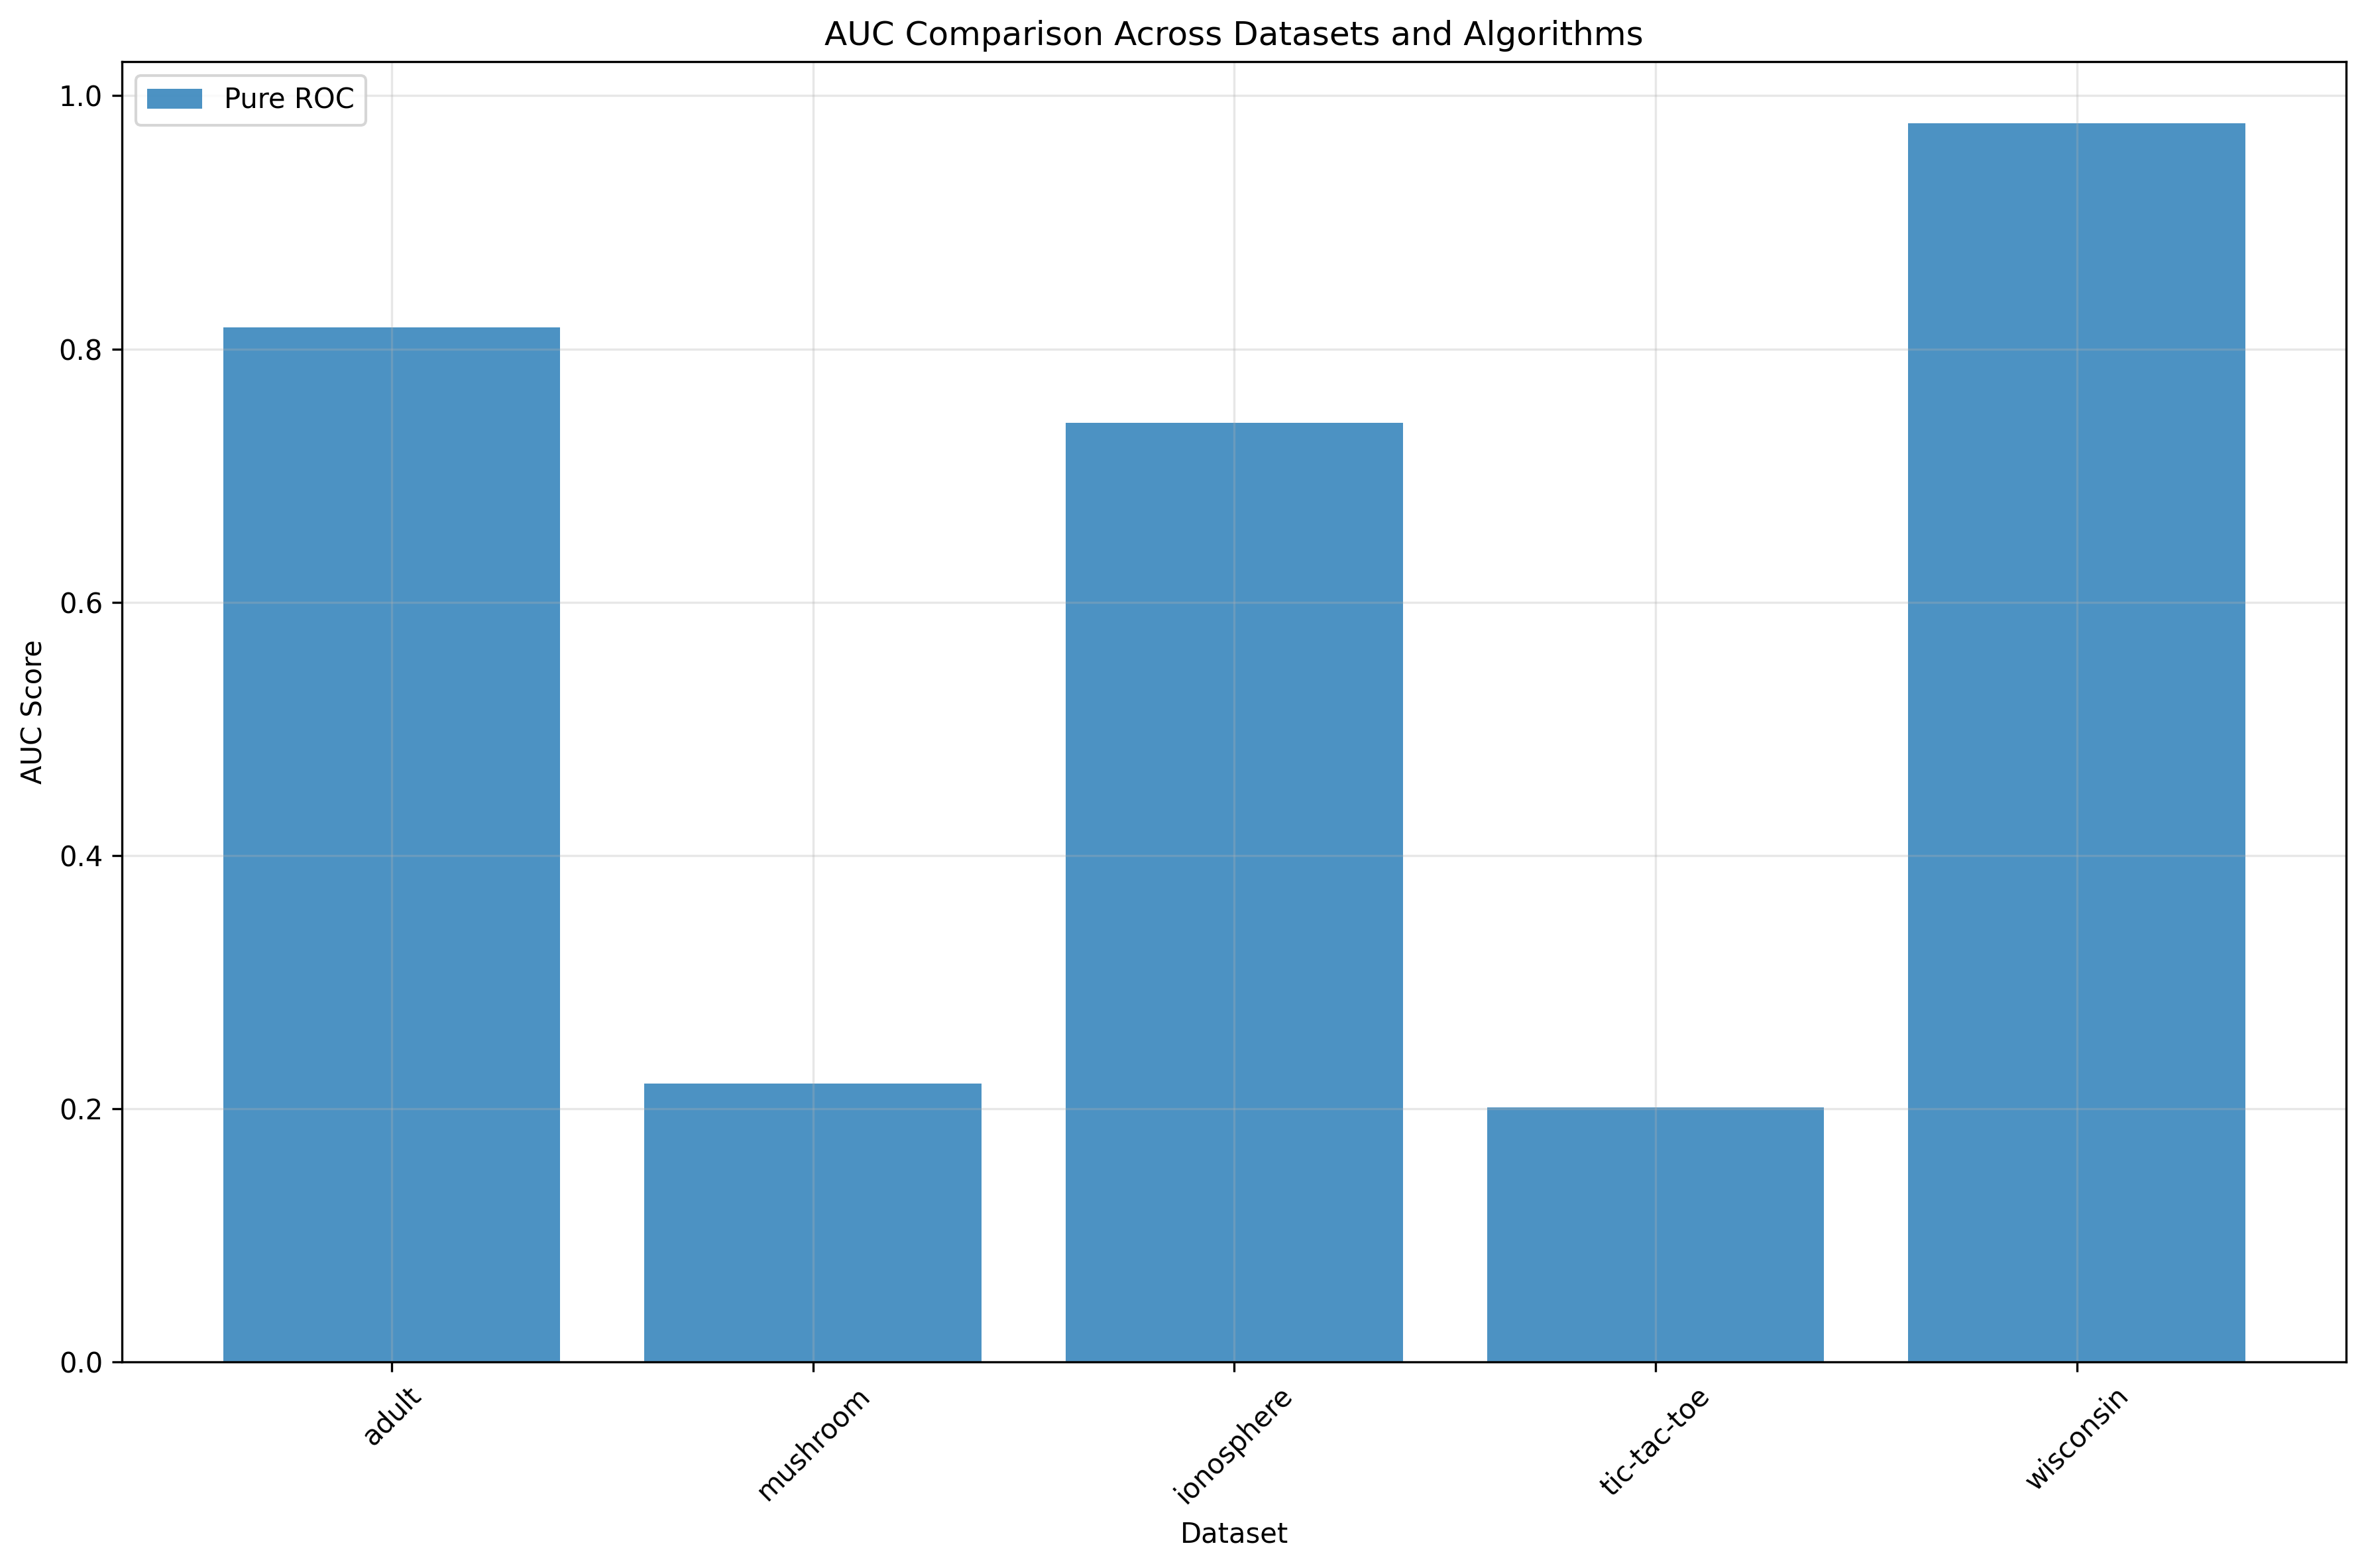 AUC Comparison Across Datasets and Algorithms
Pure ROC
1.0
0.8
0.6
0.4
0.2
0.0
AUC Score
adult
mushroom
ionosphere
tic-tac-toe
wisconsin
Dataset